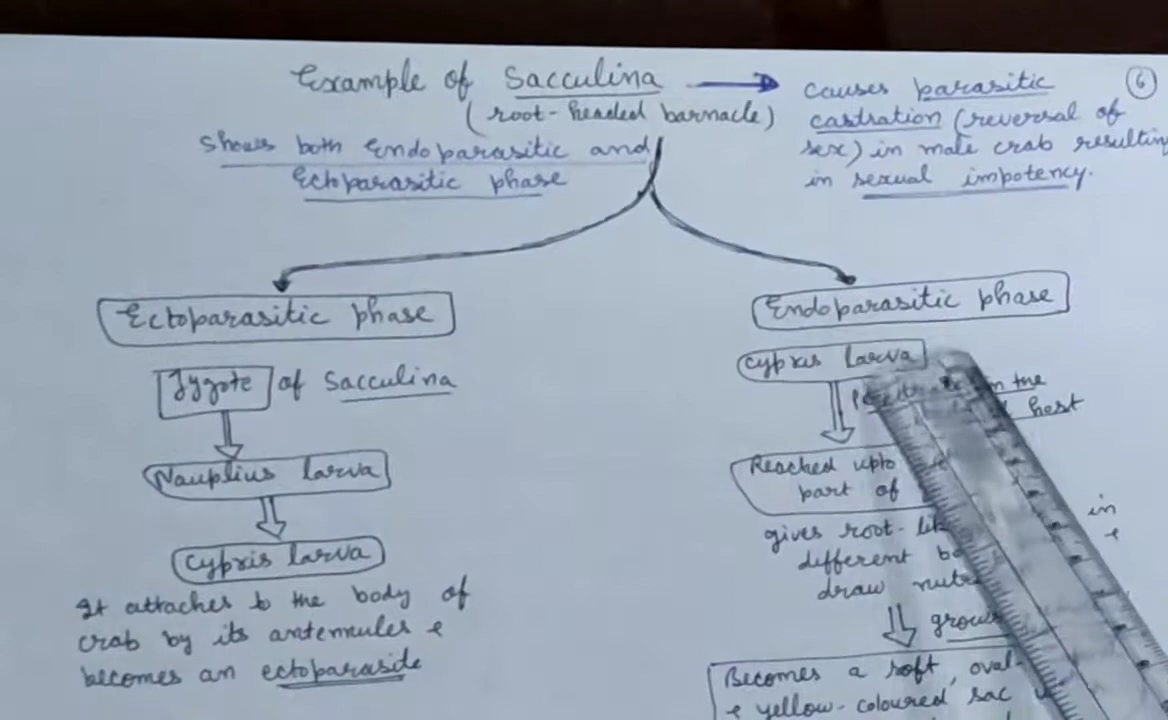 Example of Sacculina
(root-headed barnacle)
causes parasitic
castration (reversal of
sex) in male crab resulting
in sexual impotency.
6
Shows both Endoparasitic and
Ectoparasitic phase
Ectoparasitic phase
Zygote of Sacculina
Nauplius larva
Cypris larva
It attaches to the body of
crab by its antennules &
becomes an ectoparasite
Endoparasitic phase
Cypris larva
in the
host
Reached upto
part of
gives root-
in
different
&
draw
grows
Becomes a soft, oval-
& yellow-coloured sac